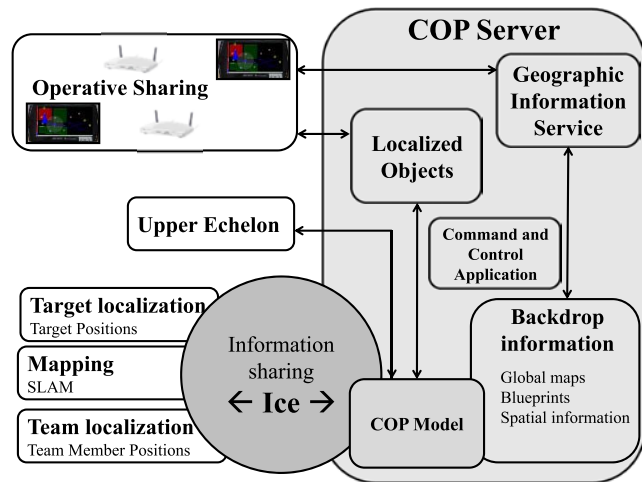 COP Server
Operative Sharing
Geographic
Information
Service
Localized
Objects
Upper Echelon
Command and
Control
Application
Target localization
Target Positions
Mapping
SLAM
Team localization
Team Member Positions
Information
sharing
← Ice →
Backdrop
information
Global maps
Blueprints
Spatial information
COP Model